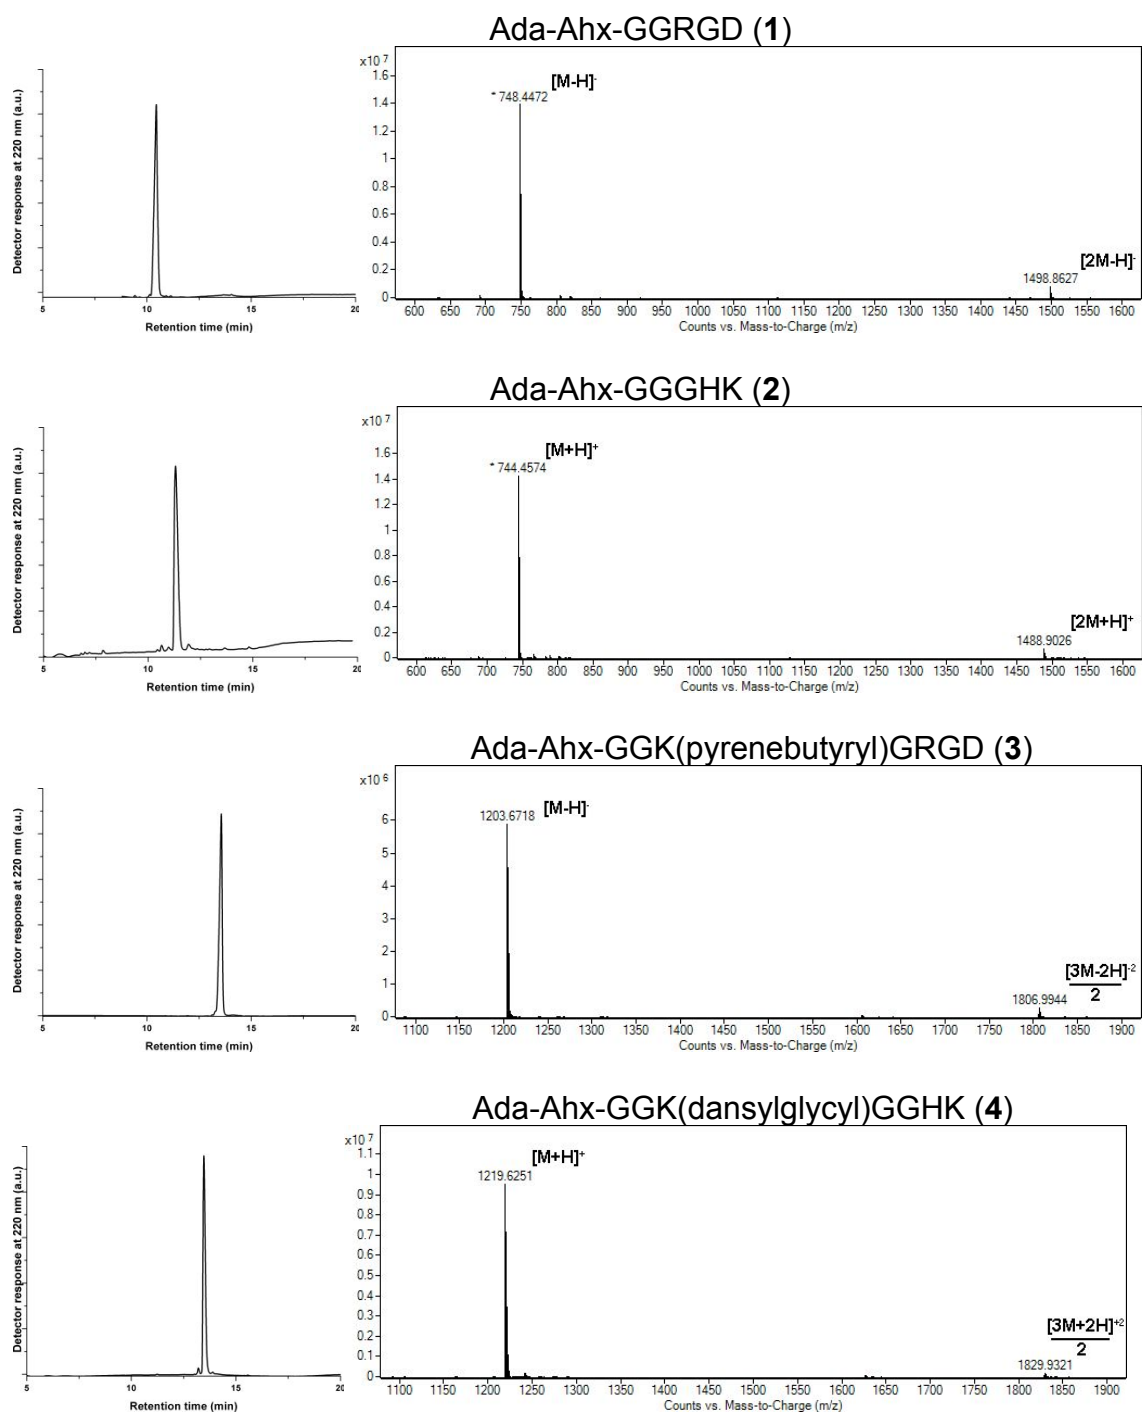 Ada-Ahx-GGRGD (1)
Detector response at 220 nm (a.u.)
5 10 15 20
Retention time (min)
x10 7
1.6
1.4
1.2
1
0.8
0.6
0.4
0.2
0
[M-H]-
* 748.4472
[2M-H]-
1498.8627
600 650 700 750 800 850 900 950 1000 1050 1100 1150 1200 1250 1300 1350 1400 1450 1500 1550 1600
Counts vs. Mass-to-Charge (m/z)
Ada-Ahx-GGGHK (2)
Detector response at 220 nm (a.u.)
5 10 15 20
Retention time (min)
x10 7
1.6
1.4
1.2
1
0.8
0.6
0.4
0.2
0
[M+H]+
* 744.4574
[2M+H]+
1488.9026
600 650 700 750 800 850 900 950 1000 1050 1100 1150 1200 1250 1300 1350 1400 1450 1500 1550 1600
Counts vs. Mass-to-Charge (m/z)
Ada-Ahx-GGK(pyrenebutyryl)GRGD (3)
Detector response at 220 nm (a.u.)
5 10 15 20
Retention time (min)
x10 6
6
5
4
3
2
1
0
[M-H]-
1203.6718
[3M-2H]-2
2
1806.9944
1100 1150 1200 1250 1300 1350 1400 1450 1500 1550 1600 1650 1700 1750 1800 1850 1900
Counts vs. Mass-to-Charge (m/z)
Ada-Ahx-GGK(dansylglycyl)GGHK (4)
Detector response at 220 nm (a.u.)
5 10 15 20
Retention time (min)
x10 7
1.1
1
0.9
0.8
0.7
0.6
0.5
0.4
0.3
0.2
0.1
0
[M+H]+
1219.6251
[3M+2H]+2
2
1829.9321
1100 1150 1200 1250 1300 1350 1400 1450 1500 1550 1600 1650 1700 1750 1800 1850 1900
Counts vs. Mass-to-Charge (m/z)